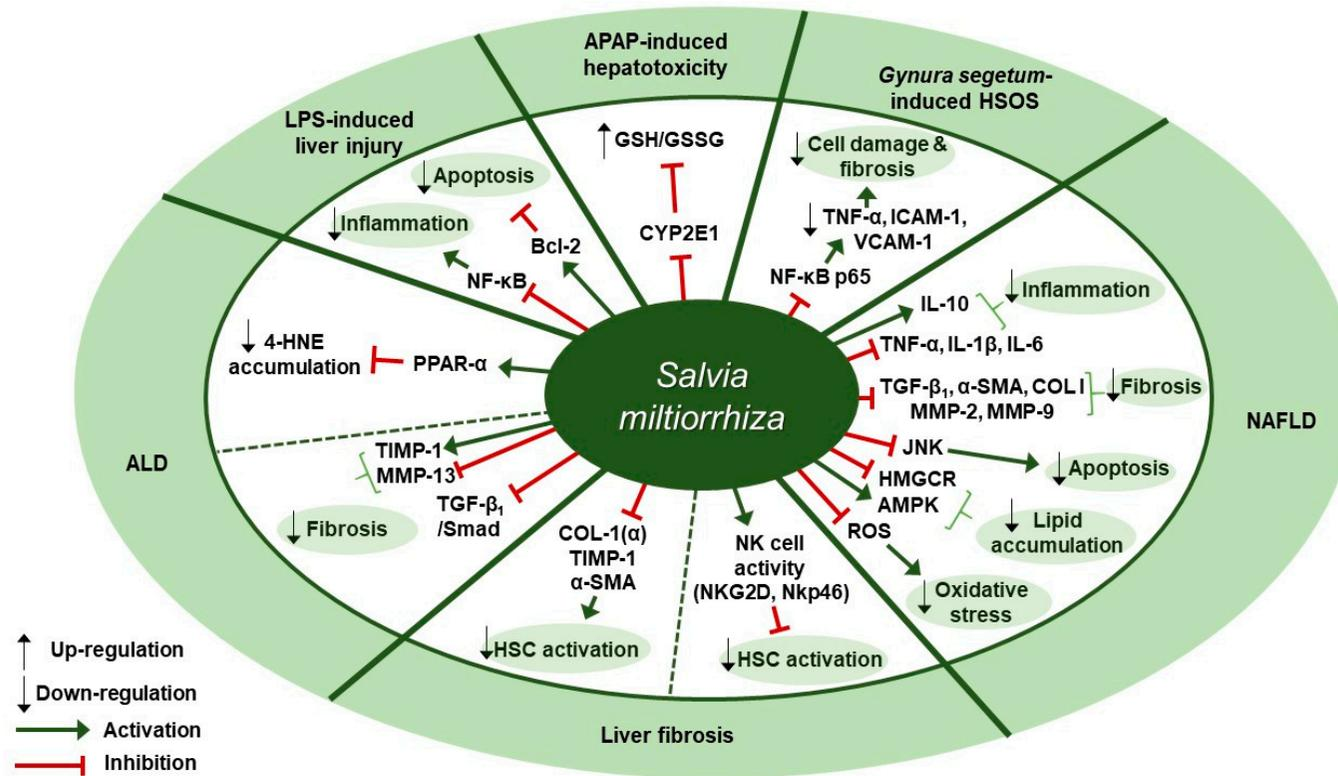 APAP-induced
hepatotoxicity
Gynura segetum-
induced HSOS
LPS-induced
liver injury
GSH/GSSG
CYP2E1
Cell damage &
fibrosis
TNF-α, ICAM-1,
VCAM-1
NF-κB p65
Apoptosis
Inflammation
Bcl-2
NF-κB
IL-10
Inflammation
TNF-α, IL-1β, IL-6
TGF-β₁, α-SMA, COL I
MMP-2, MMP-9
Fibrosis
JNK
Apoptosis
HMGCR
AMPK
Lipid
accumulation
ROS
Oxidative
stress
NAFLD
4-HNE
accumulation
PPAR-α
Salvia
miltiorrhiza
ALD
TIMP-1
MMP-13
TGF-β₁
/Smad
Fibrosis
COL-1(α)
TIMP-1
α-SMA
HSC activation
NK cell
activity
(NKG2D, Nkp46)
HSC activation
Liver fibrosis
Up-regulation
Down-regulation
Activation
Inhibition